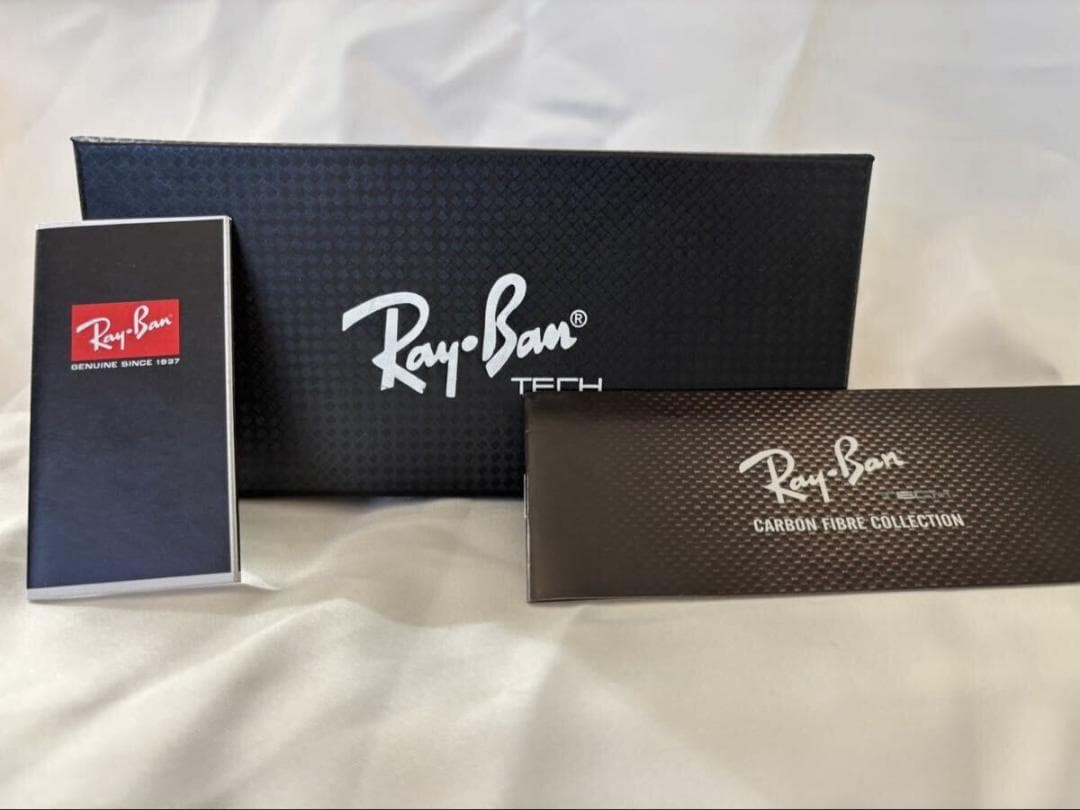 Ray-Ban
GENUINE SINCE 1937
Ray-Ban®
TECH
Ray-Ban
TECH
CARBON FIBRE COLLECTION